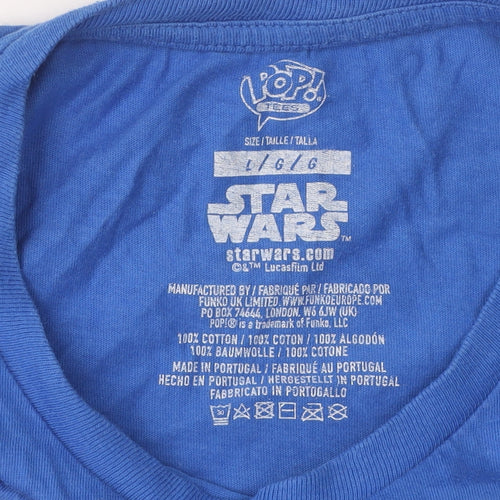 POP!
TEES
SIZE / TAILLE / TALLA
L / G / G
STAR
WARS™
starwars.com
©&™ Lucasfilm Ltd
MANUFACTURED BY / FABRIQUÉ PAR / FABRICADO POR
FUNKO UK LIMITED. WWW.FUNKOEUROPE.COM
PO BOX 74644, LONDON, W6 6JW (UK)
POP!® is a trademark of Funko, LLC
100% COTTON / 100% COTON / 100% ALGODÓN
100% BAUMWOLLE / 100% COTONE
MADE IN PORTUGAL / FABRIQUÉ AU PORTUGAL
HECHO EN PORTUGAL / HERGESTELLT IN PORTUGAL
FABBRICATO IN PORTOGALLO
30